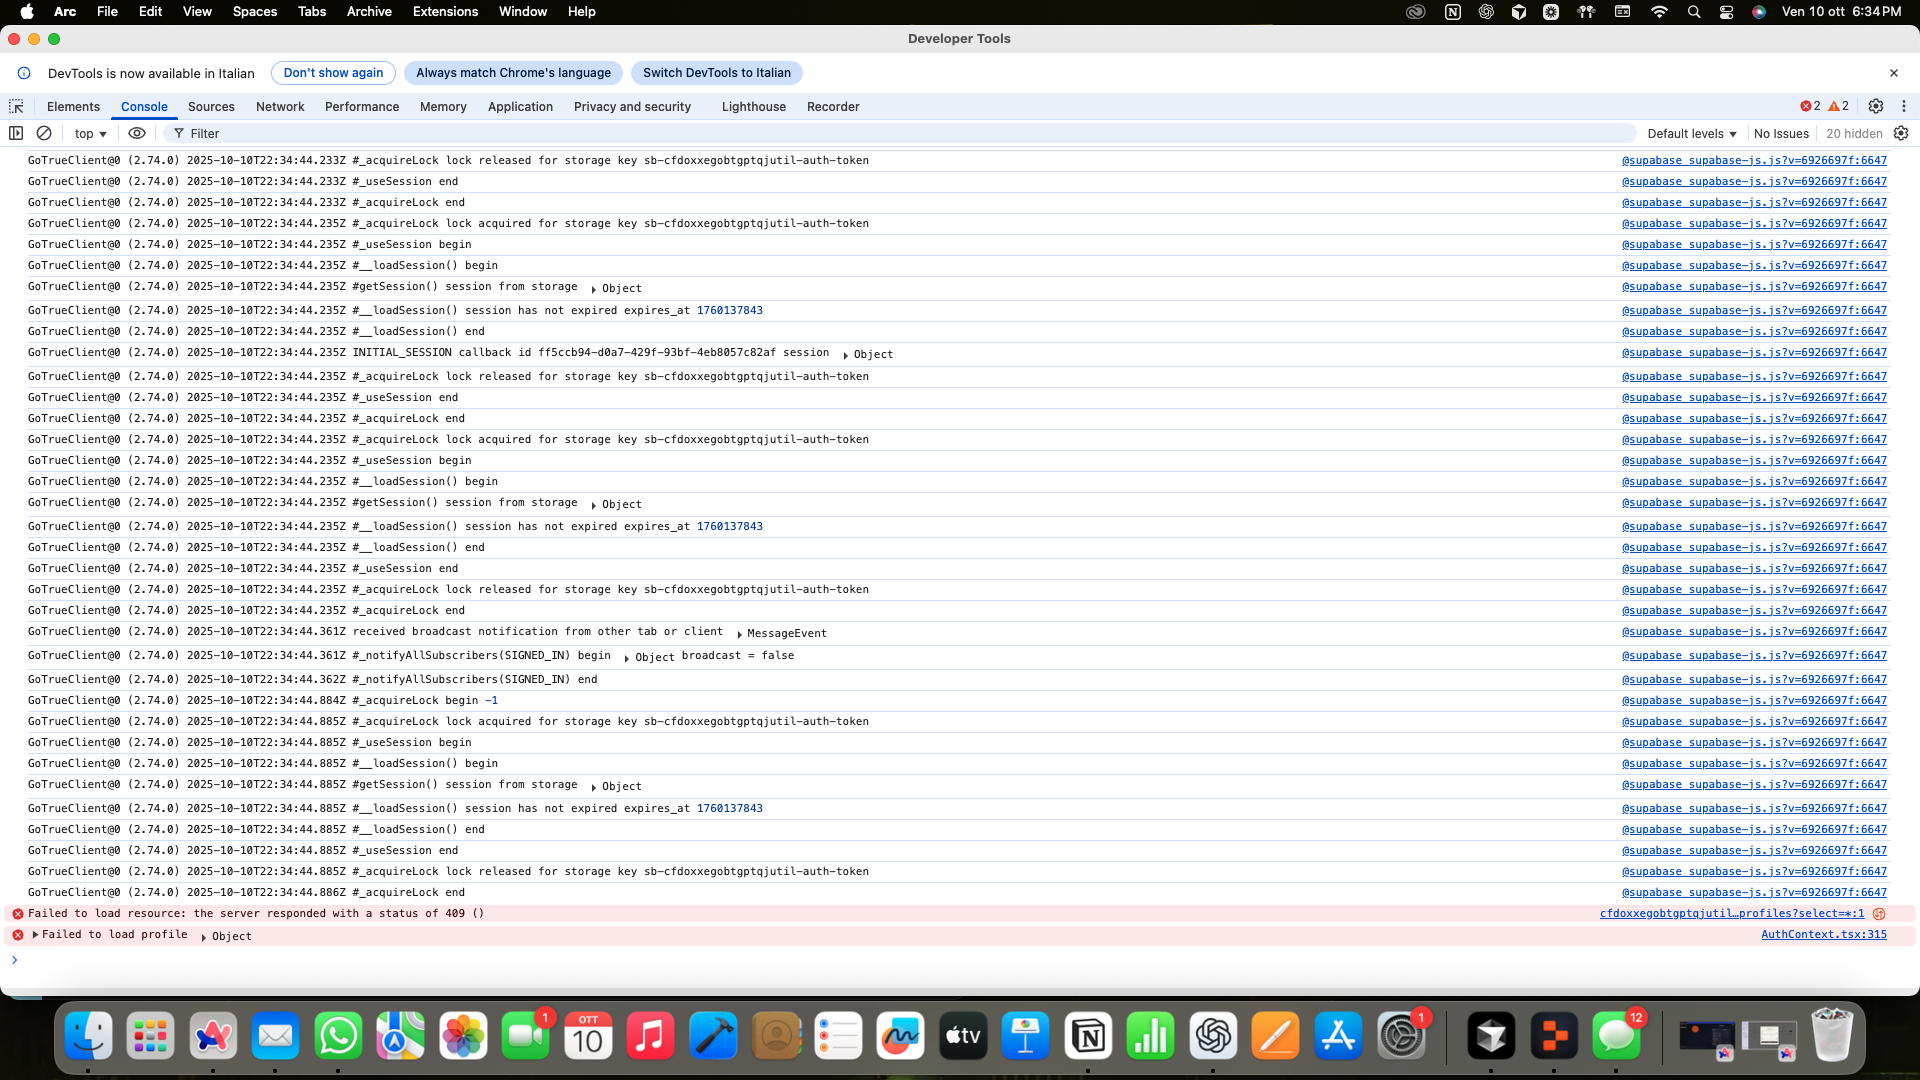 Arc File Edit View Spaces Tabs Archive Extensions Window Help Ven 10 ott 6:34 PM
Developer Tools
DevTools is now available in Italian Don't show again Always match Chrome's language Switch DevTools to Italian
Elements Console Sources Network Performance Memory Application Privacy and security Lighthouse Recorder 2 2
top Filter Default levels No Issues 20 hidden
GoTrueClient@0 (2.74.0) 2025-10-10T22:34:44.233Z #_acquireLock lock released for storage key sb-cfdoxxegobtgptqjutil-auth-token @supabase_supabase-js.js?v=6926697f:6647
GoTrueClient@0 (2.74.0) 2025-10-10T22:34:44.233Z #_useSession end @supabase_supabase-js.js?v=6926697f:6647
GoTrueClient@0 (2.74.0) 2025-10-10T22:34:44.233Z #_acquireLock end @supabase_supabase-js.js?v=6926697f:6647
GoTrueClient@0 (2.74.0) 2025-10-10T22:34:44.235Z #_acquireLock lock acquired for storage key sb-cfdoxxegobtgptqjutil-auth-token @supabase_supabase-js.js?v=6926697f:6647
GoTrueClient@0 (2.74.0) 2025-10-10T22:34:44.235Z #_useSession begin @supabase_supabase-js.js?v=6926697f:6647
GoTrueClient@0 (2.74.0) 2025-10-10T22:34:44.235Z #__loadSession() begin @supabase_supabase-js.js?v=6926697f:6647
GoTrueClient@0 (2.74.0) 2025-10-10T22:34:44.235Z #getSession() session from storage Object @supabase_supabase-js.js?v=6926697f:6647
GoTrueClient@0 (2.74.0) 2025-10-10T22:34:44.235Z #__loadSession() session has not expired expires_at 1760137843 @supabase_supabase-js.js?v=6926697f:6647
GoTrueClient@0 (2.74.0) 2025-10-10T22:34:44.235Z #__loadSession() end @supabase_supabase-js.js?v=6926697f:6647
GoTrueClient@0 (2.74.0) 2025-10-10T22:34:44.235Z INITIAL_SESSION callback id ff5ccb94-d0a7-429f-93bf-4eb8057c82af session Object @supabase_supabase-js.js?v=6926697f:6647
GoTrueClient@0 (2.74.0) 2025-10-10T22:34:44.235Z #_acquireLock lock released for storage key sb-cfdoxxegobtgptqjutil-auth-token @supabase_supabase-js.js?v=6926697f:6647
GoTrueClient@0 (2.74.0) 2025-10-10T22:34:44.235Z #_useSession end @supabase_supabase-js.js?v=6926697f:6647
GoTrueClient@0 (2.74.0) 2025-10-10T22:34:44.235Z #_acquireLock end @supabase_supabase-js.js?v=6926697f:6647
GoTrueClient@0 (2.74.0) 2025-10-10T22:34:44.235Z #_acquireLock lock acquired for storage key sb-cfdoxxegobtgptqjutil-auth-token @supabase_supabase-js.js?v=6926697f:6647
GoTrueClient@0 (2.74.0) 2025-10-10T22:34:44.235Z #_useSession begin @supabase_supabase-js.js?v=6926697f:6647
GoTrueClient@0 (2.74.0) 2025-10-10T22:34:44.235Z #__loadSession() begin @supabase_supabase-js.js?v=6926697f:6647
GoTrueClient@0 (2.74.0) 2025-10-10T22:34:44.235Z #getSession() session from storage Object @supabase_supabase-js.js?v=6926697f:6647
GoTrueClient@0 (2.74.0) 2025-10-10T22:34:44.235Z #__loadSession() session has not expired expires_at 1760137843 @supabase_supabase-js.js?v=6926697f:6647
GoTrueClient@0 (2.74.0) 2025-10-10T22:34:44.235Z #__loadSession() end @supabase_supabase-js.js?v=6926697f:6647
GoTrueClient@0 (2.74.0) 2025-10-10T22:34:44.235Z #_useSession end @supabase_supabase-js.js?v=6926697f:6647
GoTrueClient@0 (2.74.0) 2025-10-10T22:34:44.235Z #_acquireLock lock released for storage key sb-cfdoxxegobtgptqjutil-auth-token @supabase_supabase-js.js?v=6926697f:6647
GoTrueClient@0 (2.74.0) 2025-10-10T22:34:44.235Z #_acquireLock end @supabase_supabase-js.js?v=6926697f:6647
GoTrueClient@0 (2.74.0) 2025-10-10T22:34:44.361Z received broadcast notification from other tab or client MessageEvent @supabase_supabase-js.js?v=6926697f:6647
GoTrueClient@0 (2.74.0) 2025-10-10T22:34:44.361Z #_notifyAllSubscribers(SIGNED_IN) begin Object broadcast = false @supabase_supabase-js.js?v=6926697f:6647
GoTrueClient@0 (2.74.0) 2025-10-10T22:34:44.362Z #_notifyAllSubscribers(SIGNED_IN) end @supabase_supabase-js.js?v=6926697f:6647
GoTrueClient@0 (2.74.0) 2025-10-10T22:34:44.884Z #_acquireLock begin -1 @supabase_supabase-js.js?v=6926697f:6647
GoTrueClient@0 (2.74.0) 2025-10-10T22:34:44.885Z #_acquireLock lock acquired for storage key sb-cfdoxxegobtgptqjutil-auth-token @supabase_supabase-js.js?v=6926697f:6647
GoTrueClient@0 (2.74.0) 2025-10-10T22:34:44.885Z #_useSession begin @supabase_supabase-js.js?v=6926697f:6647
GoTrueClient@0 (2.74.0) 2025-10-10T22:34:44.885Z #__loadSession() begin @supabase_supabase-js.js?v=6926697f:6647
GoTrueClient@0 (2.74.0) 2025-10-10T22:34:44.885Z #getSession() session from storage Object @supabase_supabase-js.js?v=6926697f:6647
GoTrueClient@0 (2.74.0) 2025-10-10T22:34:44.885Z #__loadSession() session has not expired expires_at 1760137843 @supabase_supabase-js.js?v=6926697f:6647
GoTrueClient@0 (2.74.0) 2025-10-10T22:34:44.885Z #__loadSession() end @supabase_supabase-js.js?v=6926697f:6647
GoTrueClient@0 (2.74.0) 2025-10-10T22:34:44.885Z #_useSession end @supabase_supabase-js.js?v=6926697f:6647
GoTrueClient@0 (2.74.0) 2025-10-10T22:34:44.885Z #_acquireLock lock released for storage key sb-cfdoxxegobtgptqjutil-auth-token @supabase_supabase-js.js?v=6926697f:6647
GoTrueClient@0 (2.74.0) 2025-10-10T22:34:44.886Z #_acquireLock end @supabase_supabase-js.js?v=6926697f:6647
Failed to load resource: the server responded with a status of 409 () cfdoxxegobtgptqjutil…profiles?select=*:1
Failed to load profile Object AuthContext.tsx:315
1 OTT 10 tv 1 12